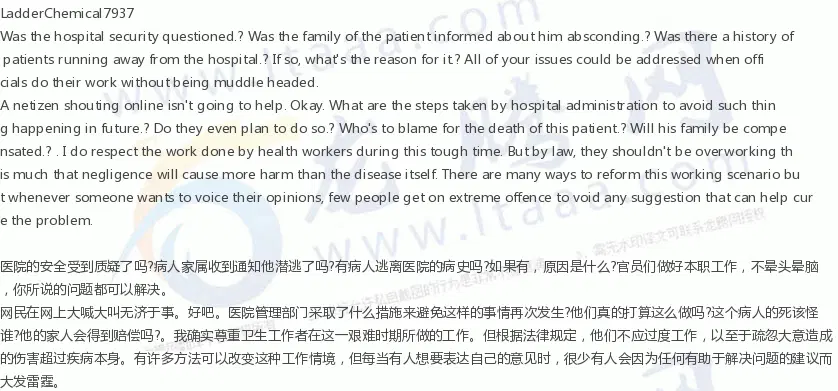 LadderChemical7937
Was the hospital security questioned.? Was the family of the patient informed about him absconding.? Was there a history of
patients running away from the hospital.? If so, what's the reason for it.? All of your issues could be addressed when offi
cials do their work without being muddle headed.
A netizen shouting online isn't going to help. Okay. What are the steps taken by hospital administration to avoid such thin
g happening in future.? Do they even plan to do so.? Who's to blame for the death of this patient.? Will his family be compe
nsated.? . I do respect the work done by health workers during this tough time. But by law, they shouldn't be overworking th
is much that negligence will cause more harm than the disease itself. There are many ways to reform this working scenario bu
t whenever someone wants to voice their opinions, few people get on extreme offence to void any suggestion that can help cur
e the problem.
医院的安全受到质疑了吗?病人家属收到通知他潜逃了吗?有病人逃离医院的病史吗?如果有，原因是什么?官员们做好本职工作，不晕头晕脑
，你所说的问题都可以解决。
网民在网上大喊大叫无济于事。好吧。医院管理部门采取了什么措施来避免这样的事情再次发生?他们真的打算这么做吗?这个病人的死该怪
谁?他的家人会得到赔偿吗?。我确实尊重卫生工作者在这一艰难时期所做的工作。但根据法律规定，他们不应过度工作，以至于疏忽大意造成
的伤害超过疾病本身。有许多方法可以改变这种工作情境，但每当有人想要表达自己的意见时，很少有人会因为任何有助于解决问题的建议而
大发雷霆。
龙腾网
www.ltaaa.com